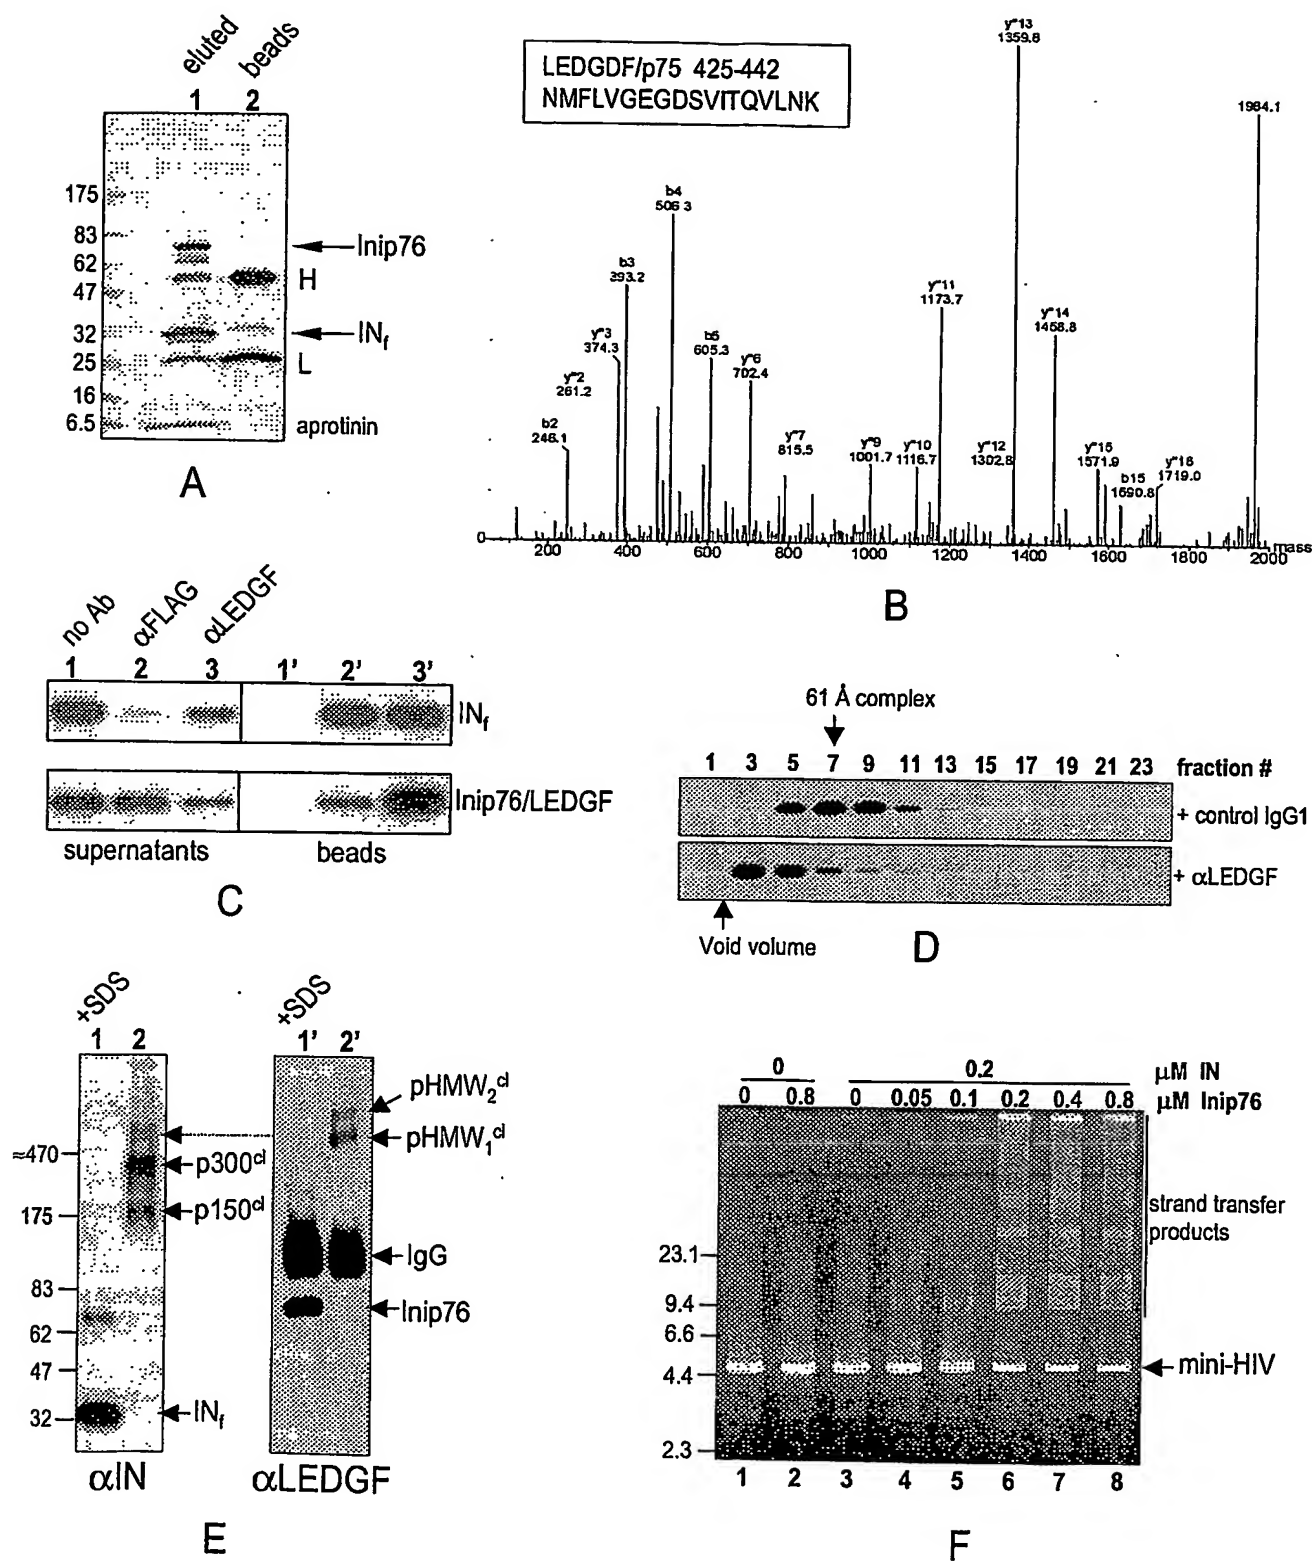 eluted
beads
1 2
175
83
62
47
32
25
16
6.5
Inip76
H
INf
L
aprotinin
A
LEDGDF/p75 425-442
NMFLVGEGDSVITQVLNK
b2
246.1
y"2
261.2
y"3
374.3
b3
393.2
b4
506.3
b5
605.3
y"6
702.4
y"7
815.5
y"9
1001.7
y"10
1116.7
y"11
1173.7
y"12
1302.8
y"13
1359.8
y"14
1458.8
y"15
1571.9
b15
1690.8
y"16
1719.0
1984.1
0 200 400 600 800 1000 1200 1400 1600 1800 2000 mass
B
no Ab
αFLAG
αLEDGF
1 2 3 1' 2' 3'
INf
Inip76/LEDGF
supernatants beads
C
61 Å complex
1 3 5 7 9 11 13 15 17 19 21 23 fraction #
+ control IgG1
+ αLEDGF
Void volume
D
+SDS
1 2
≈470
175
83
62
47
32
p300cl
p150cl
INf
αIN
+SDS
1' 2'
pHMW2cl
pHMW1cl
IgG
Inip76
αLEDGF
E
0 0.2 μM IN
0 0.8 0 0.05 0.1 0.2 0.4 0.8 μM Inip76
23.1
9.4
6.6
4.4
2.3
strand transfer
products
mini-HIV
1 2 3 4 5 6 7 8
F